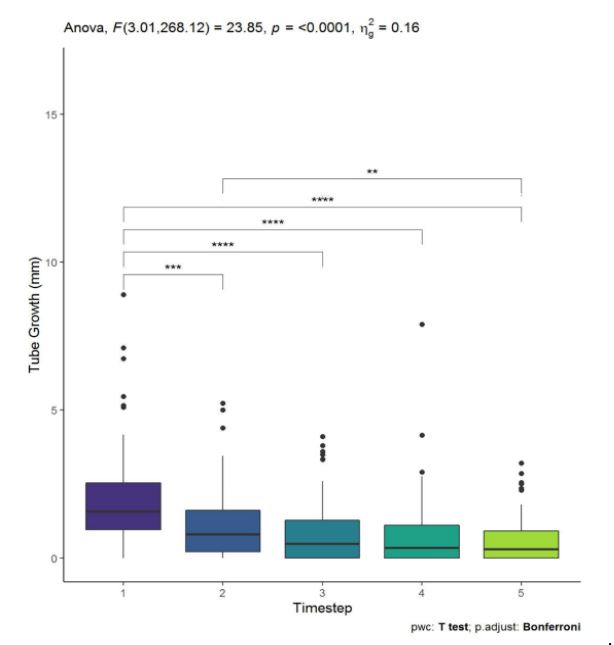 Anova, F(3.01,268.12) = 23.85, p = <0.0001, η²g = 0.16
15
**
****
****
10
****
***
Tube Growth (mm)
5
0
1 2 3 4 5
Timestep
pwc: T test; p.adjust: Bonferroni